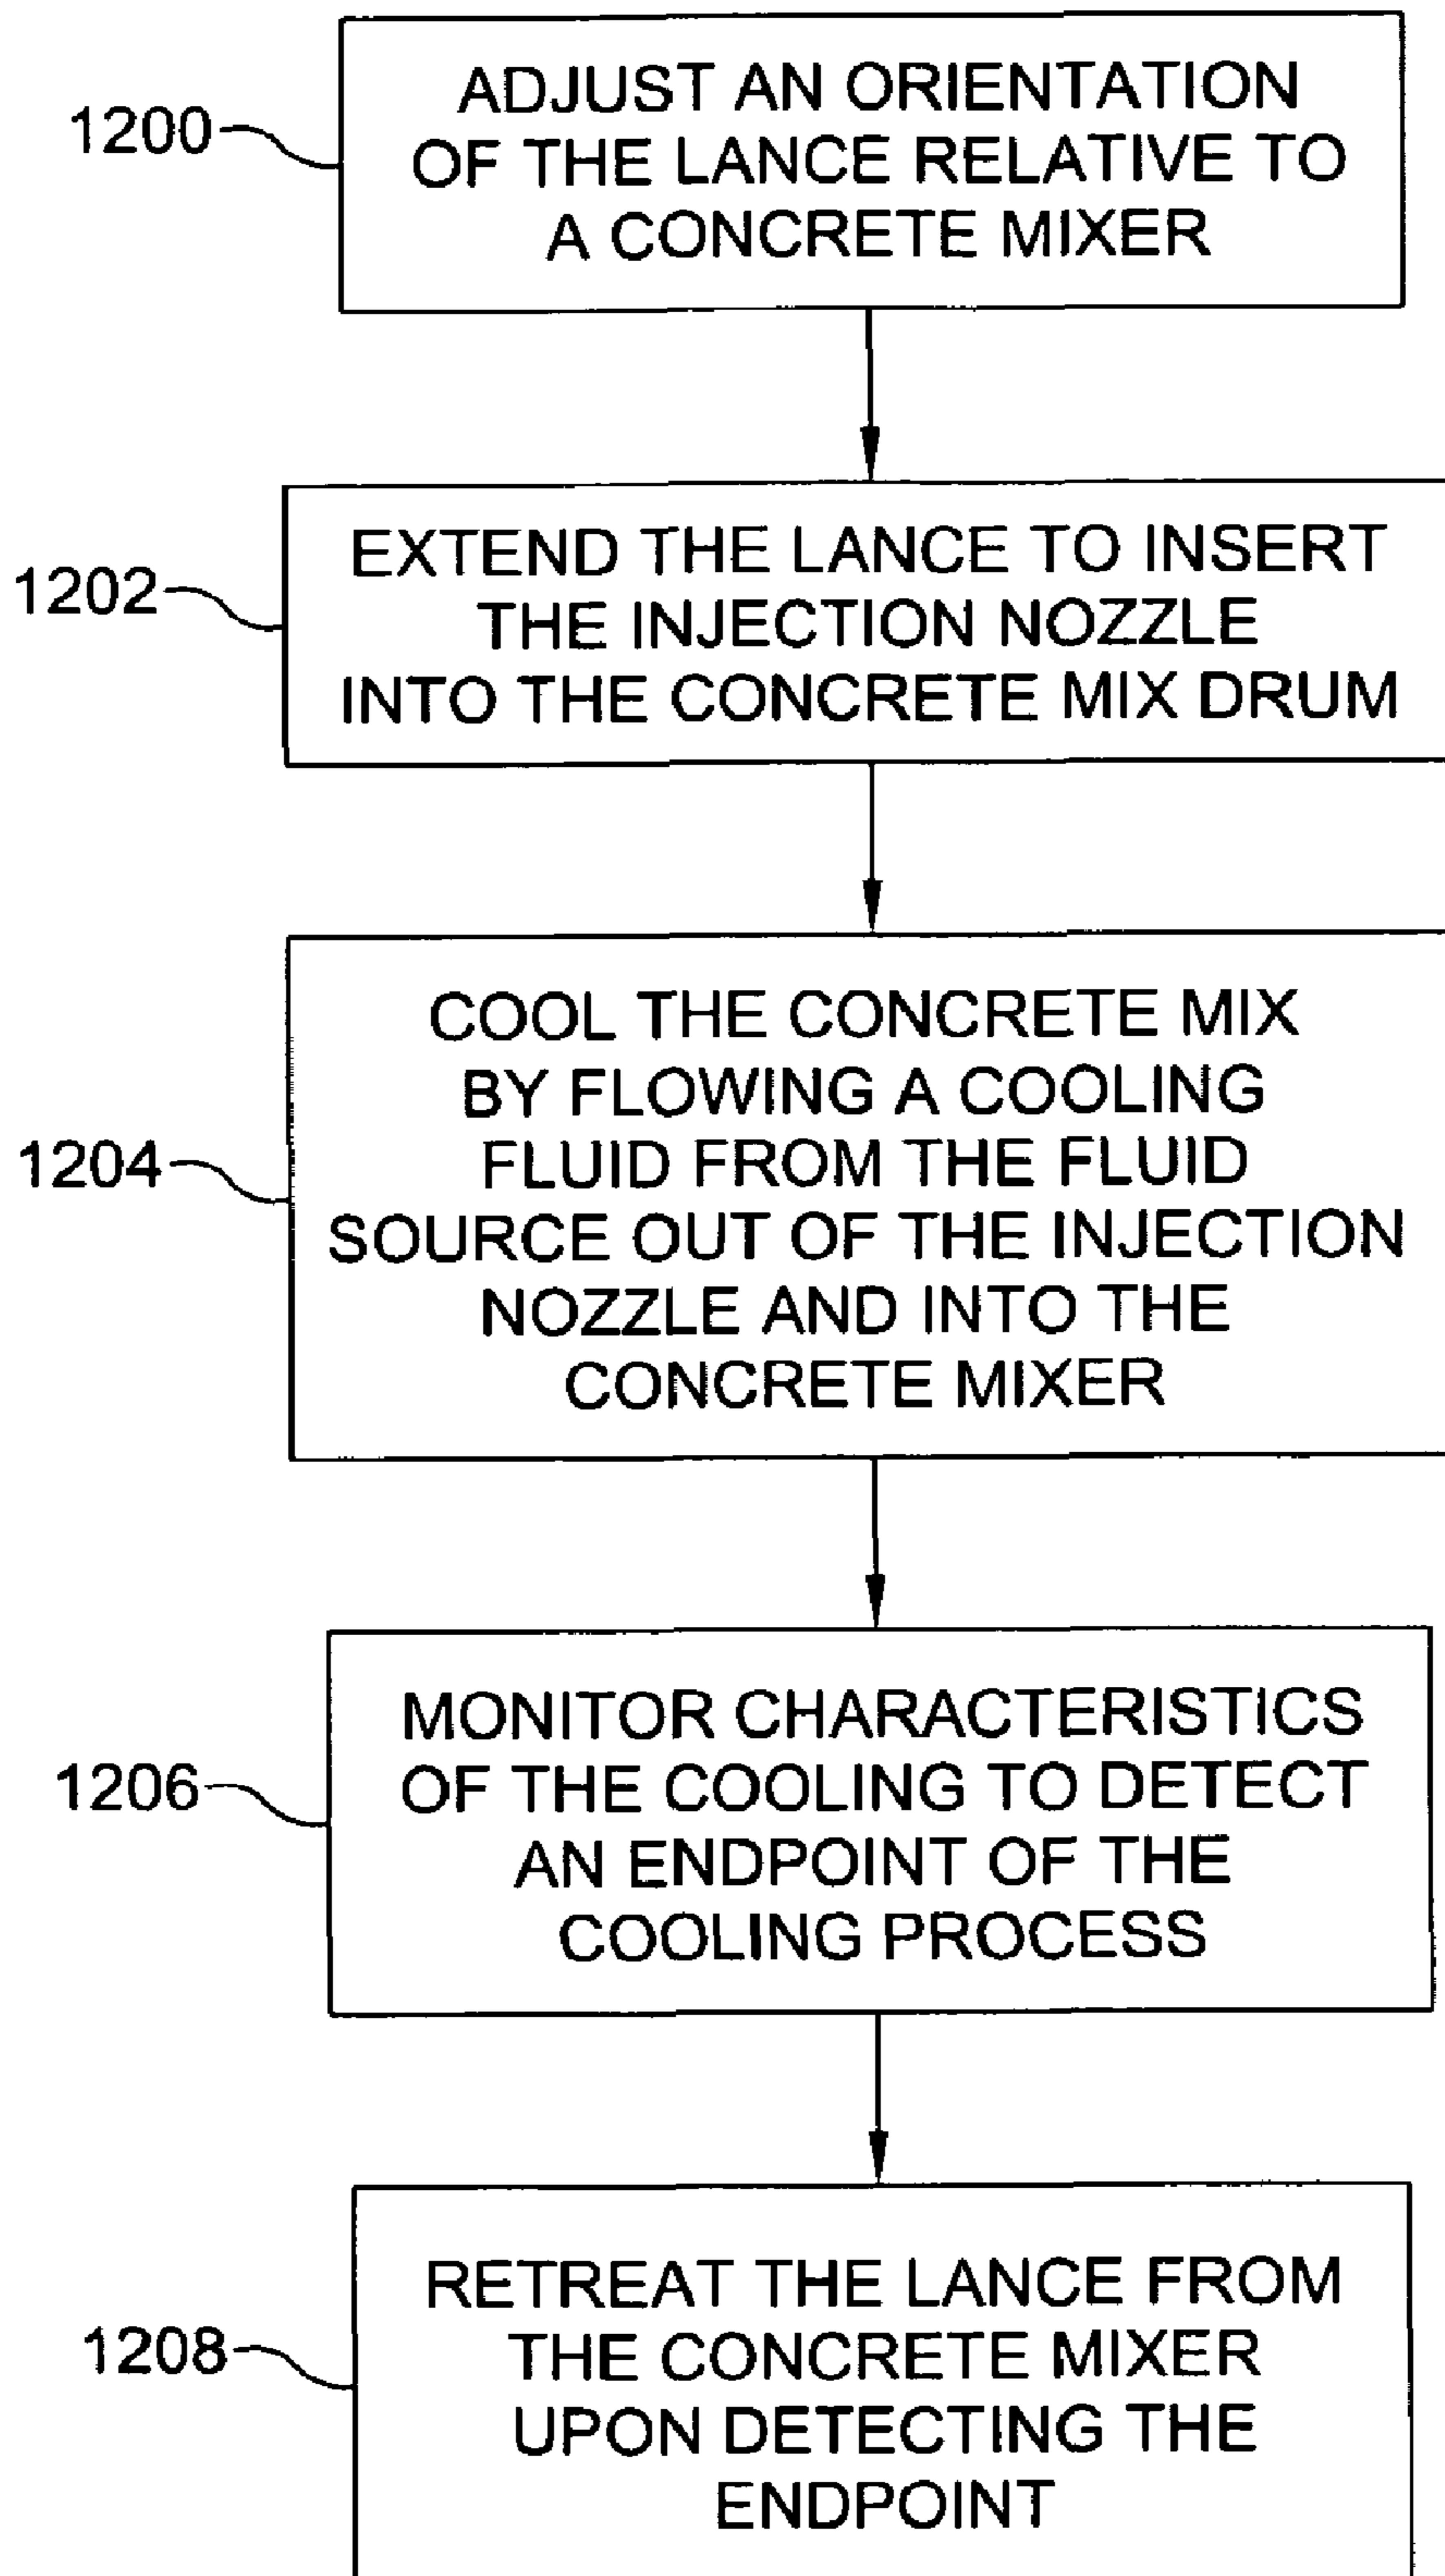 1200
ADJUST AN ORIENTATION
OF THE LANCE RELATIVE TO
A CONCRETE MIXER
1202
EXTEND THE LANCE TO INSERT
THE INJECTION NOZZLE
INTO THE CONCRETE MIX DRUM
1204
COOL THE CONCRETE MIX
BY FLOWING A COOLING
FLUID FROM THE FLUID
SOURCE OUT OF THE INJECTION
NOZZLE AND INTO THE
CONCRETE MIXER
1206
MONITOR CHARACTERISTICS
OF THE COOLING TO DETECT
AN ENDPOINT OF THE
COOLING PROCESS
1208
RETREAT THE LANCE FROM
THE CONCRETE MIXER
UPON DETECTING THE
ENDPOINT